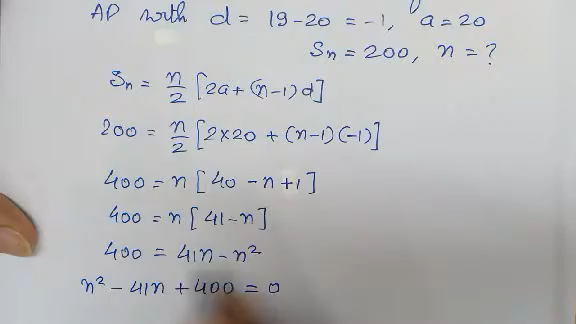 AP with d = 19-20 = -1, a = 20
Sn = 200, n = ?
Sn = n/2 [2a + (n-1)d]
200 = n/2 [2×20 + (n-1)(-1)]
400 = n [40 - n + 1]
400 = n [41 - n]
400 = 41n - n²
n² - 41n + 400 = 0